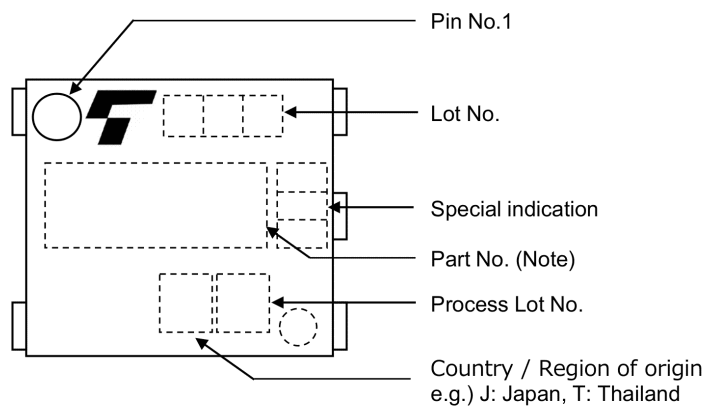 Pin No.1
Lot No.
Special indication
Part No. (Note)
Process Lot No.
Country / Region of origin
e.g.) J: Japan, T: Thailand